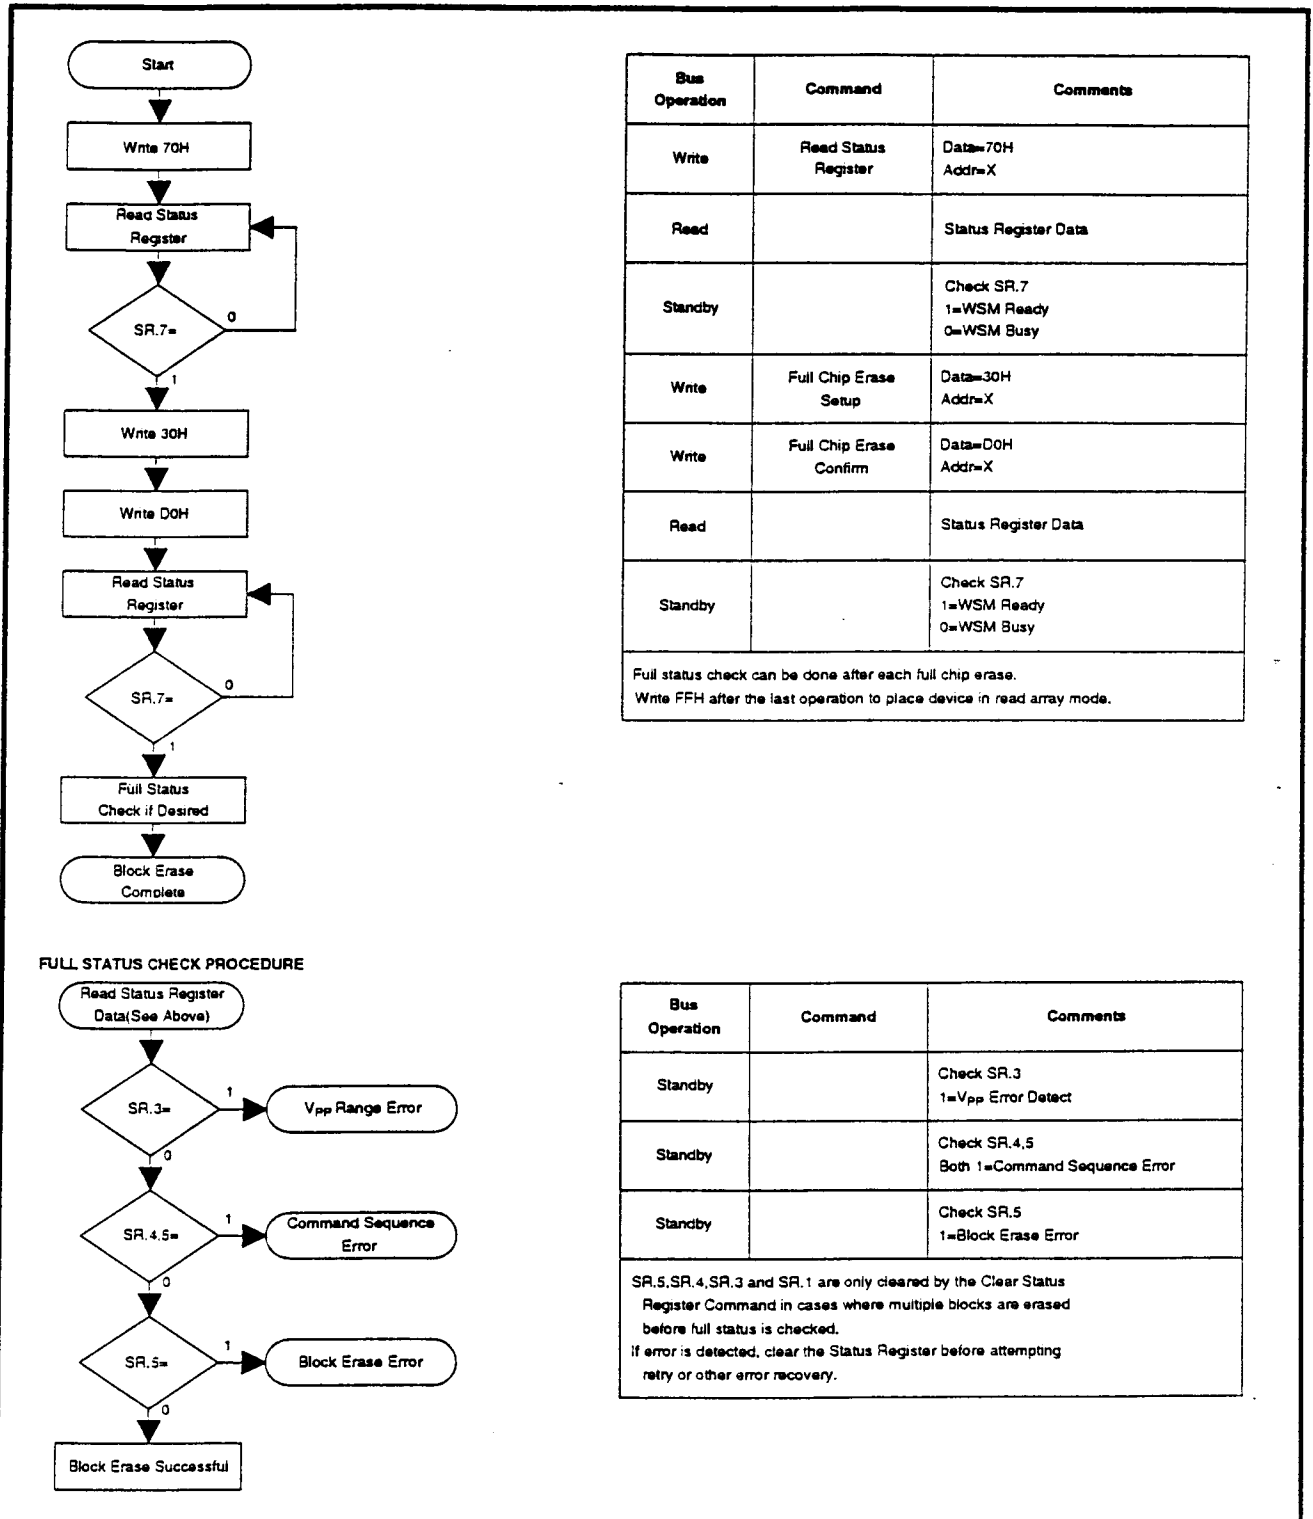 Start
Write 70H
Read Status
Register
SR.7=
0
1
Write 30H
Write D0H
Read Status
Register
SR.7=
0
1
Full Status
Check if Desired
Block Erase
Complete
Bus
Operation
Command
Comments
Write
Read Status
Register
Data=70H
Addr=X
Read
Status Register Data
Standby
Check SR.7
1=WSM Ready
0=WSM Busy
Write
Full Chip Erase
Setup
Data=30H
Addr=X
Write
Full Chip Erase
Confirm
Data=D0H
Addr=X
Read
Status Register Data
Standby
Check SR.7
1=WSM Ready
0=WSM Busy
Full status check can be done after each full chip erase.
Write FFH after the last operation to place device in read array mode.
FULL STATUS CHECK PROCEDURE
Read Status Register
Data(See Above)
SR.3=
1
VPP Range Error
0
SR.4,5=
1
Command Sequence
Error
0
SR.5=
1
Block Erase Error
0
Block Erase Successful
Bus
Operation
Command
Comments
Standby
Check SR.3
1=VPP Error Detect
Standby
Check SR.4,5
Both 1=Command Sequence Error
Standby
Check SR.5
1=Block Erase Error
SR.5,SR.4,SR.3 and SR.1 are only cleared by the Clear Status
Register Command in cases where multiple blocks are erased
before full status is checked.
If error is detected, clear the Status Register before attempting
retry or other error recovery.